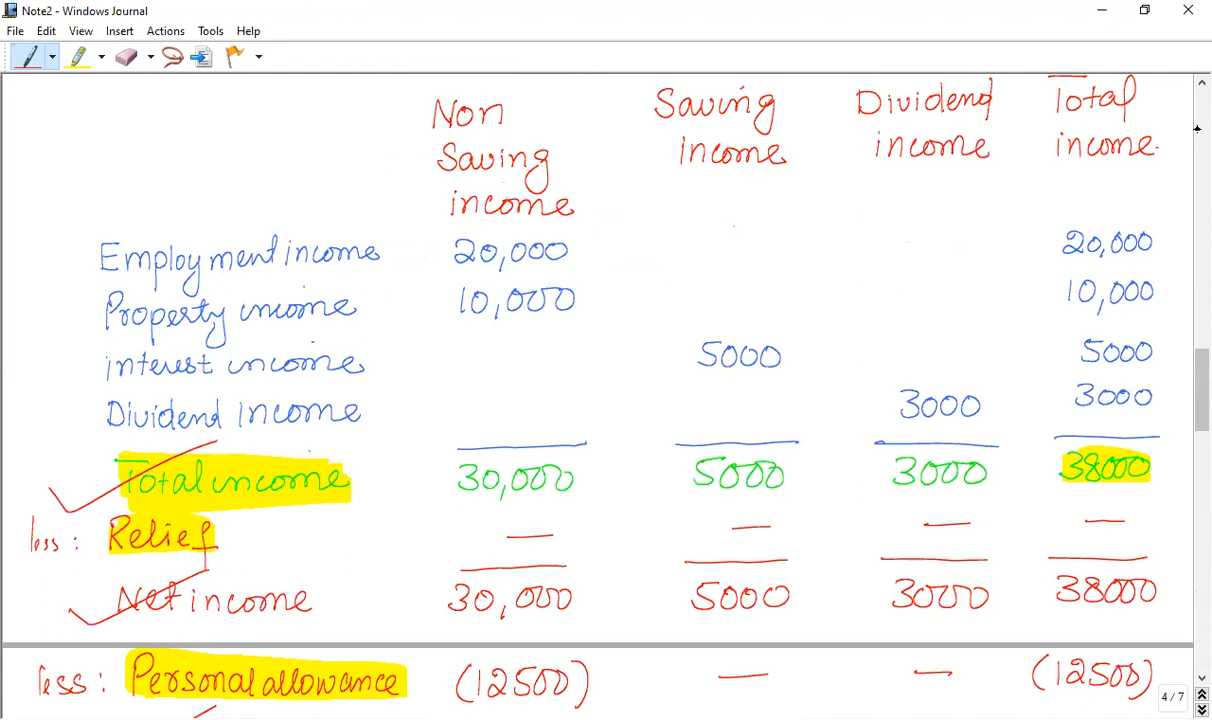 Note2 - Windows Journal
File Edit View Insert Actions Tools Help
Non Saving income Saving income Dividend income Total income
Employment income 20,000 20,000
Property income 10,000 10,000
interest income 5000 5000
Dividend Income 3000 3000
Total income 30,000 5000 3000 38000
less: Relief — — — —
Net income 30,000 5000 3000 38000
less: Personal allowance (12500) — — (12500)
4 / 7